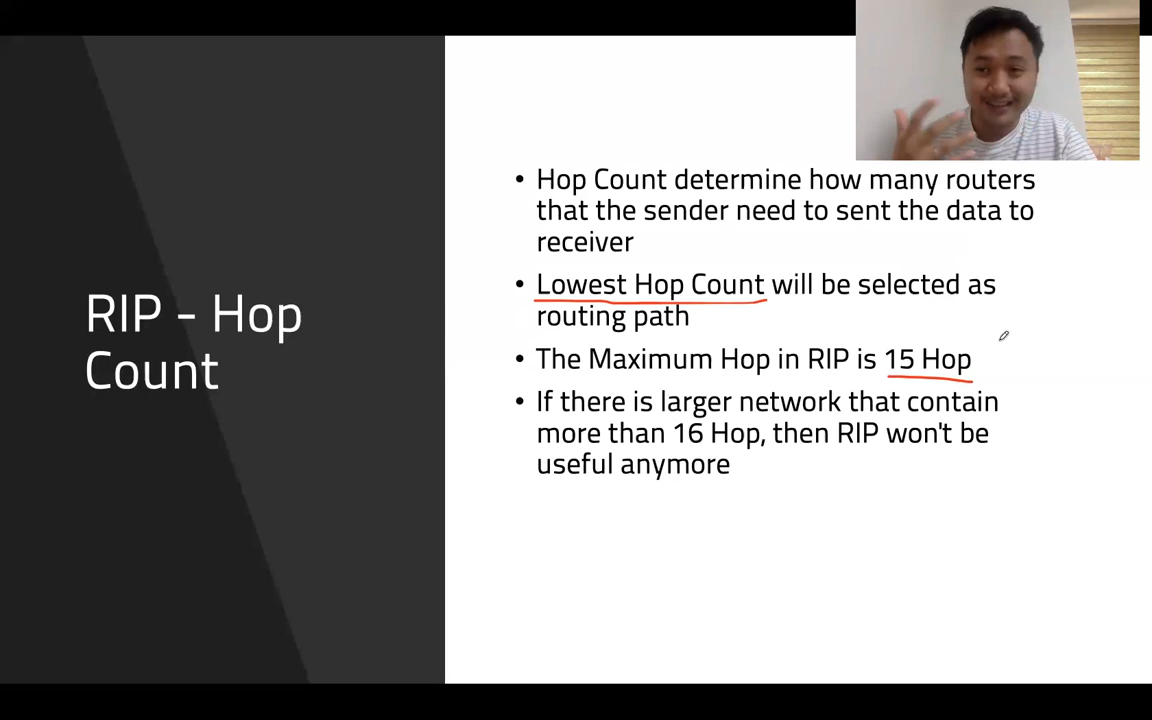 RIP - Hop
Count
• Hop Count determine how many routers
that the sender need to sent the data to
receiver
• Lowest Hop Count will be selected as
routing path
• The Maximum Hop in RIP is 15 Hop
• If there is larger network that contain
more than 16 Hop, then RIP won't be
useful anymore